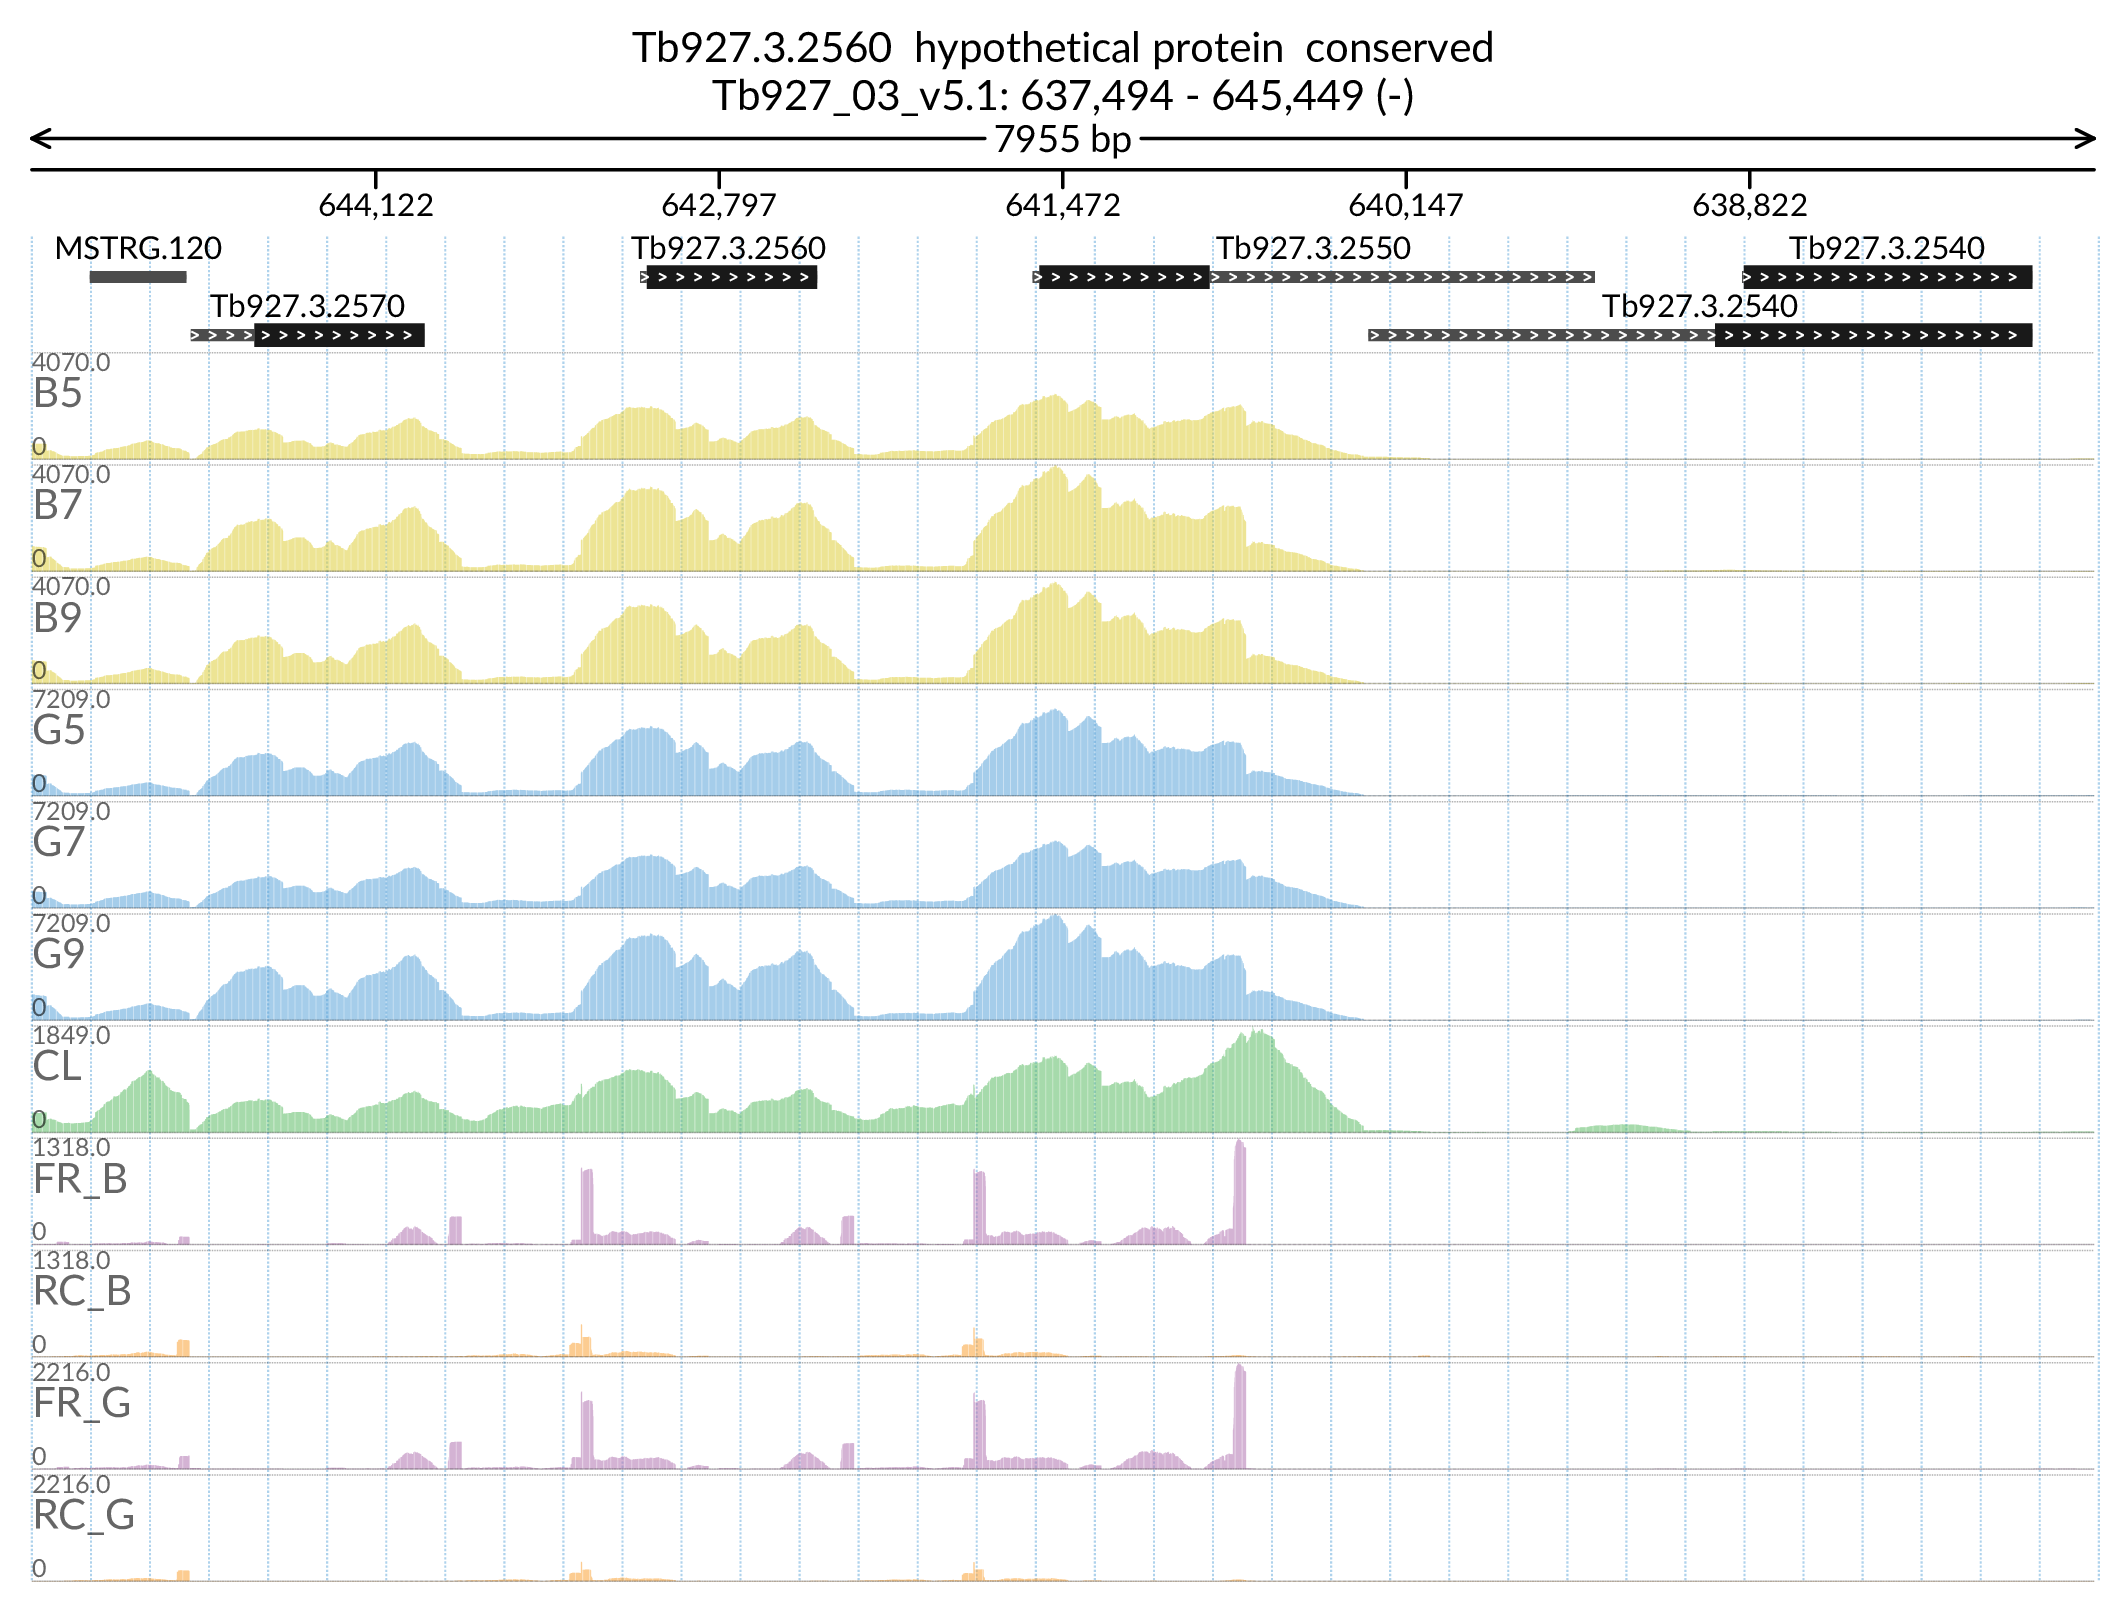 Tb927.3.2560 hypothetical protein conserved
Tb927_03_v5.1: 637,494 - 645,449 (-)
7955 bp
644,122 642,797 641,472 640,147 638,822
MSTRG.120 Tb927.3.2560 Tb927.3.2550 Tb927.3.2540
Tb927.3.2570 Tb927.3.2540
4070.0
B5
0
4070.0
B7
0
4070.0
B9
0
7209.0
G5
0
7209.0
G7
0
7209.0
G9
0
1849.0
CL
0
1318.0
FR_B
0
1318.0
RC_B
0
2216.0
FR_G
0
2216.0
RC_G
0